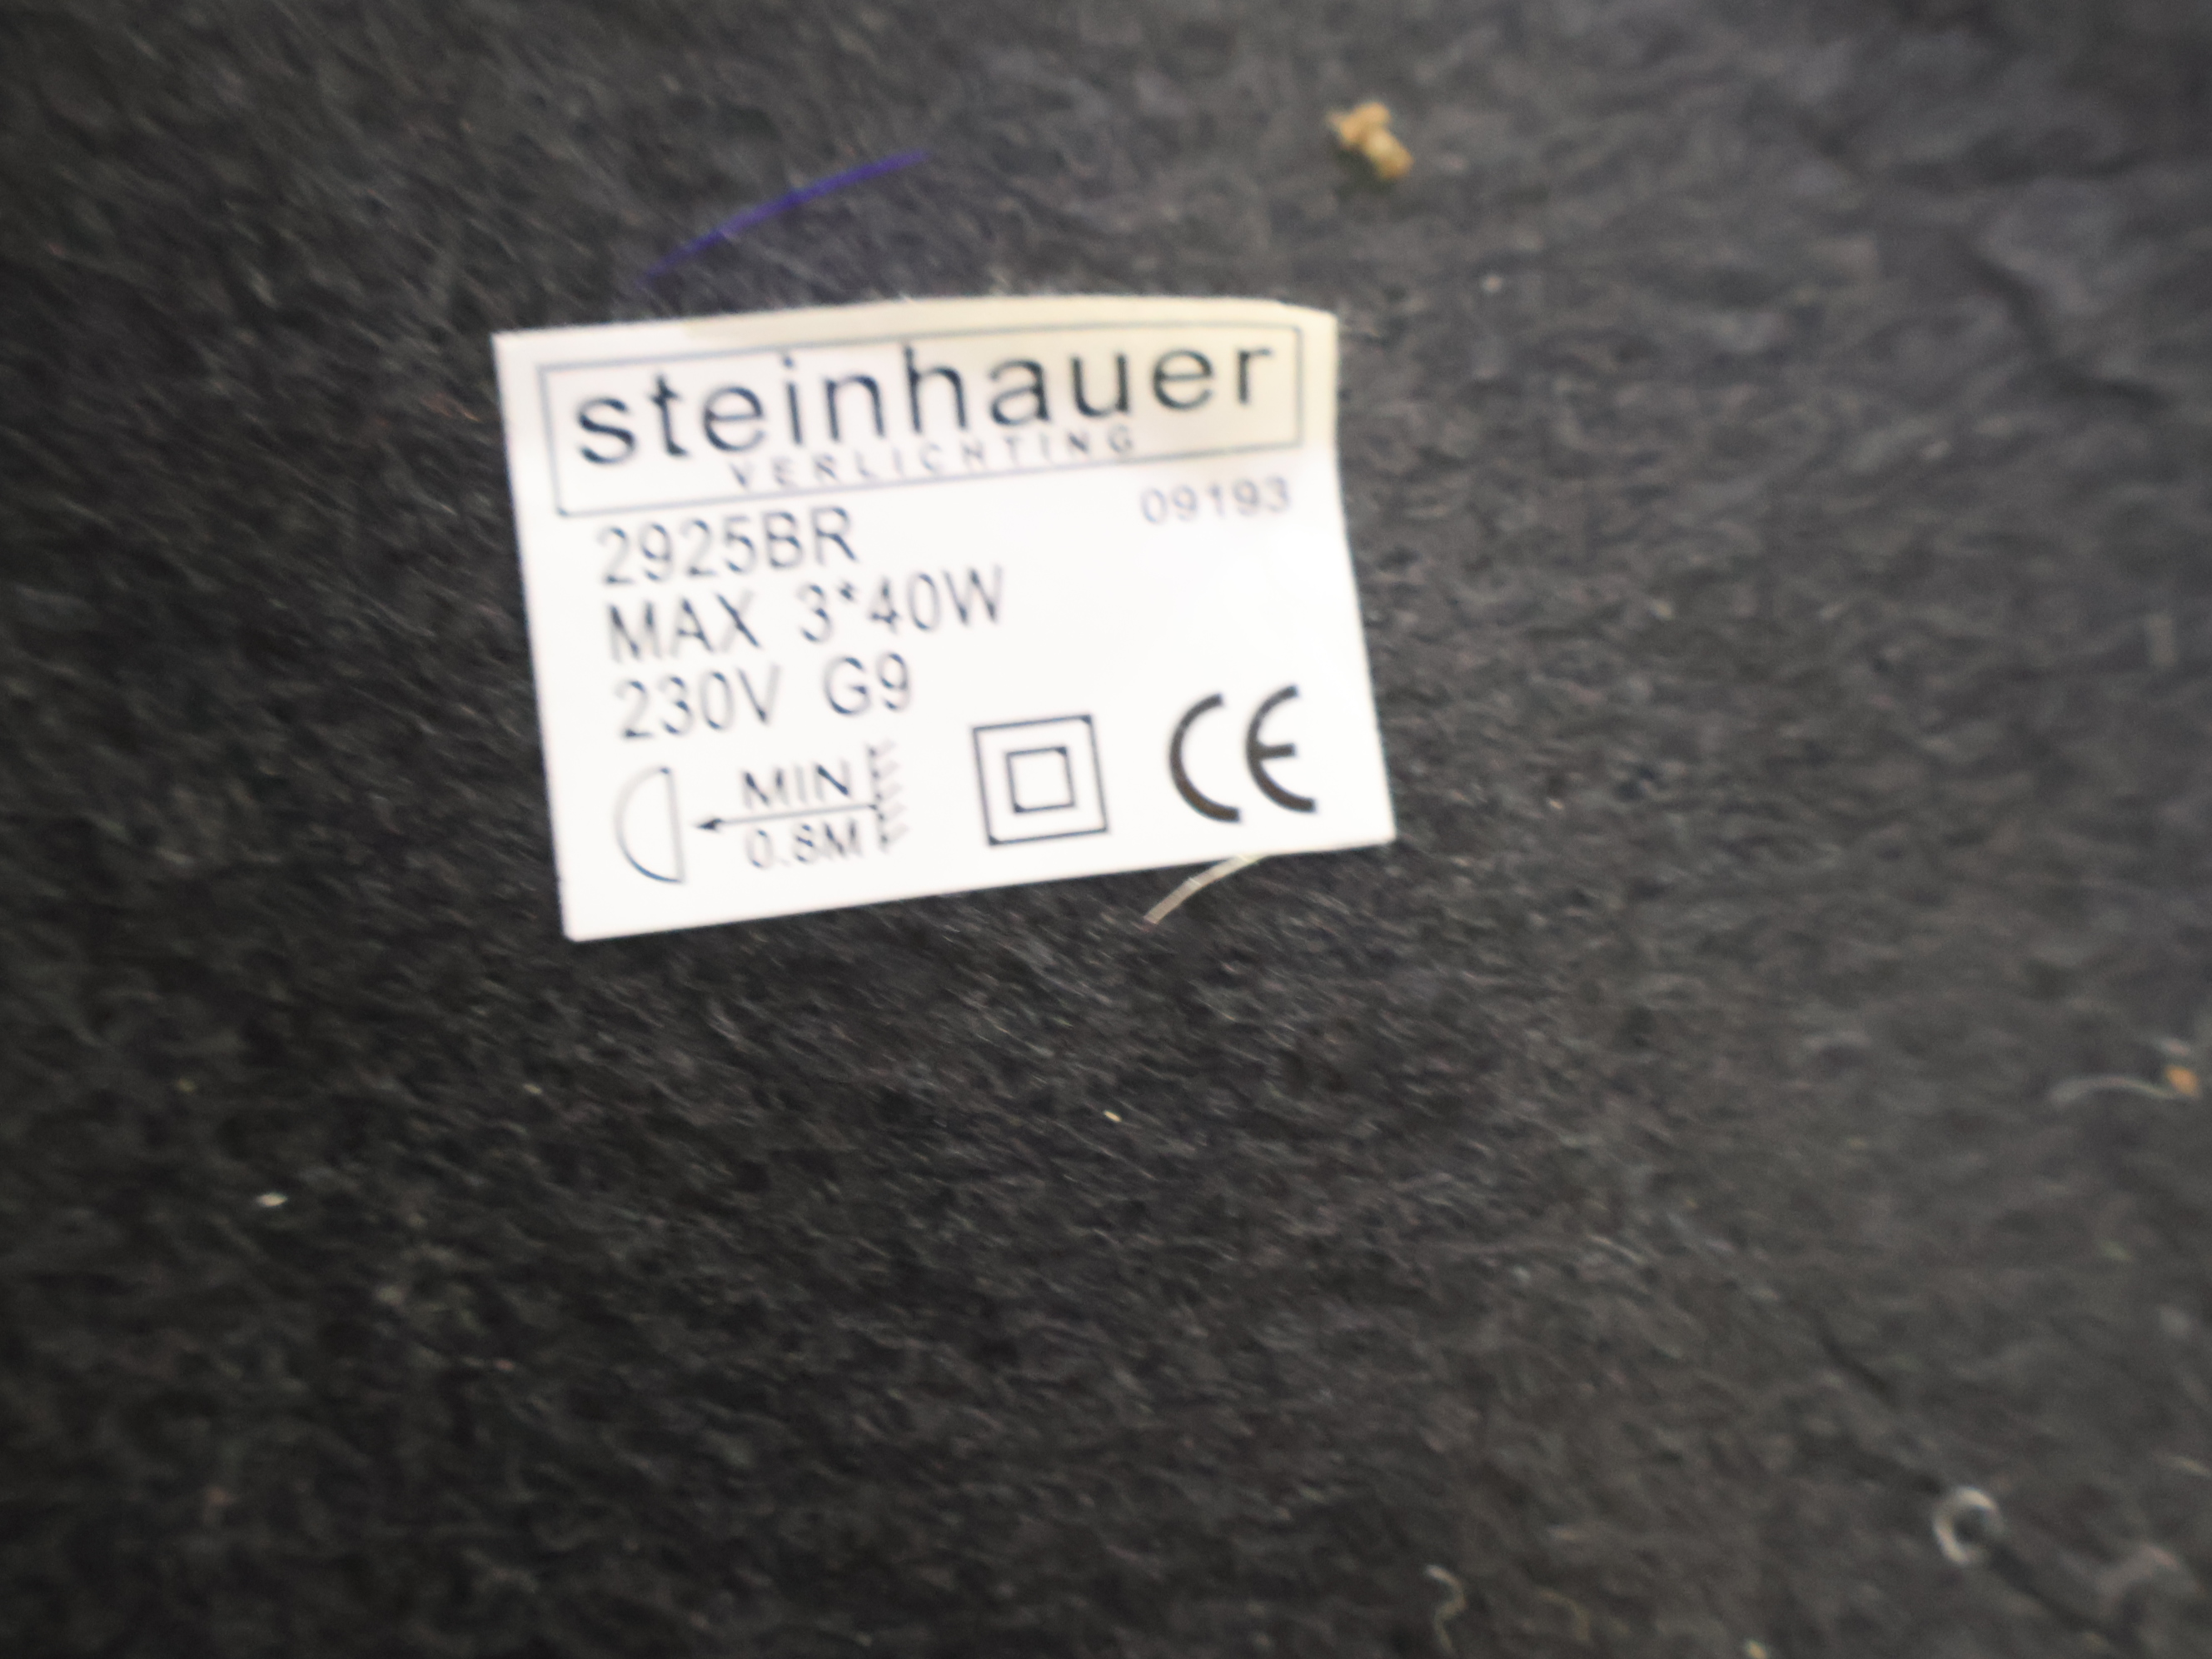 steinhauer
VERLICHTING
09193
2925BR
MAX 3*40W
230V G9
MIN
0.8M
CE